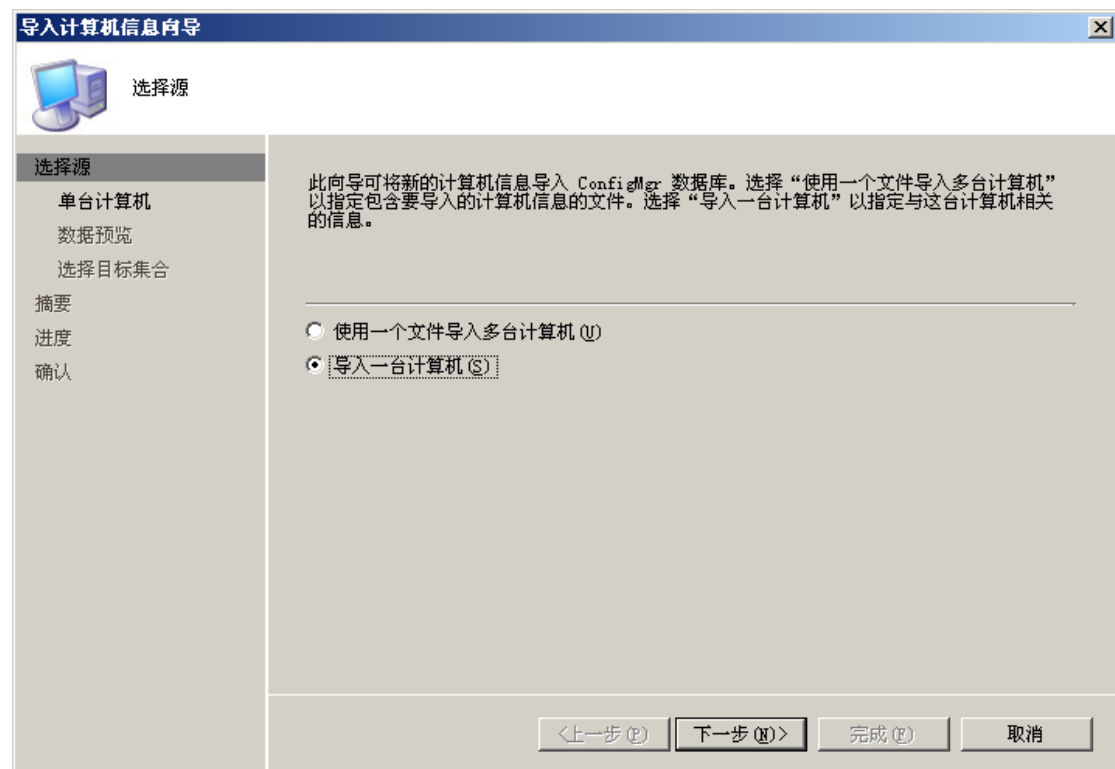 导入计算机信息向导
选择源
选择源
单台计算机
数据预览
选择目标集合
摘要
进度
确认
此向导可将新的计算机信息导入 ConfigMgr 数据库。选择“使用一个文件导入多台计算机”
以指定包含要导入的计算机信息的文件。选择“导入一台计算机”以指定与这台计算机相关
的信息。
使用一个文件导入多台计算机(U)
导入一台计算机(S)
<上一步(P)
下一步(N)>
完成(F)
取消